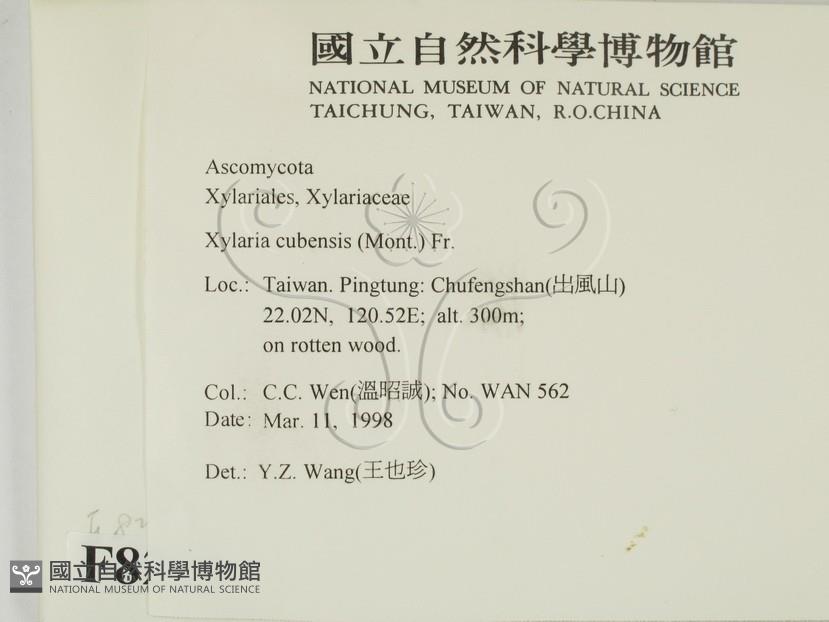 國立自然科學博物館
NATIONAL MUSEUM OF NATURAL SCIENCE
TAICHUNG, TAIWAN, R.O.CHINA
Ascomycota
Xylariales, Xylariaceae
Xylaria cubensis (Mont.) Fr.
Loc.: Taiwan. Pingtung: Chufengshan(出風山)
22.02N, 120.52E; alt. 300m;
on rotten wood.
Col.: C.C. Wen(溫昭誠); No. WAN 562
Date: Mar. 11, 1998
Det.: Y.Z. Wang(王也珍)
F8
國立自然科學博物館
NATIONAL MUSEUM OF NATURAL SCIENCE